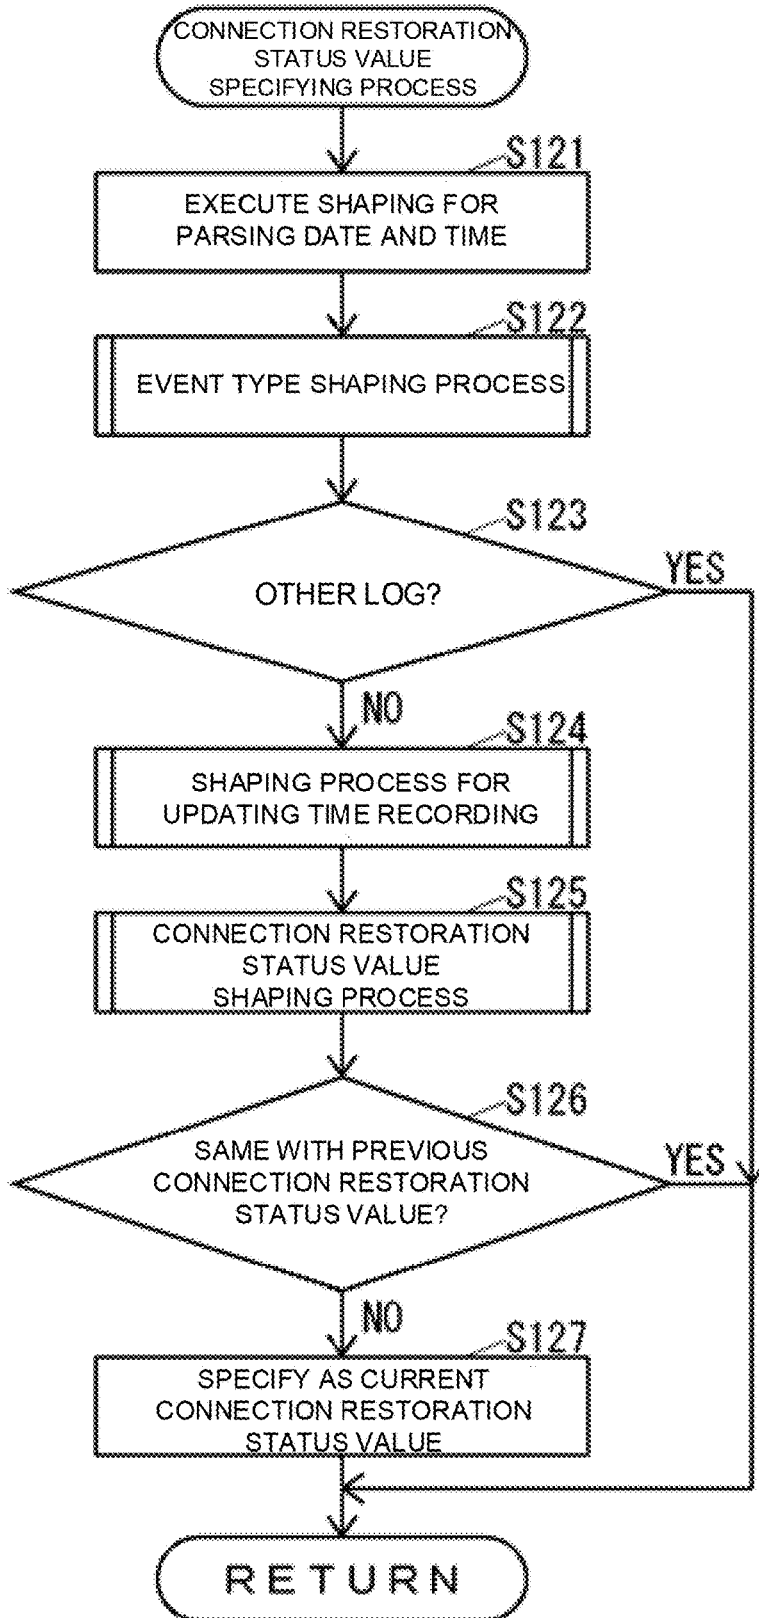 CONNECTION RESTORATION
STATUS VALUE
SPECIFYING PROCESS
S121
EXECUTE SHAPING FOR
PARSING DATE AND TIME
S122
EVENT TYPE SHAPING PROCESS
S123
OTHER LOG?
YES
NO
S124
SHAPING PROCESS FOR
UPDATING TIME RECORDING
S125
CONNECTION RESTORATION
STATUS VALUE
SHAPING PROCESS
S126
SAME WITH PREVIOUS
CONNECTION RESTORATION
STATUS VALUE?
YES
NO
S127
SPECIFY AS CURRENT
CONNECTION RESTORATION
STATUS VALUE
RETURN